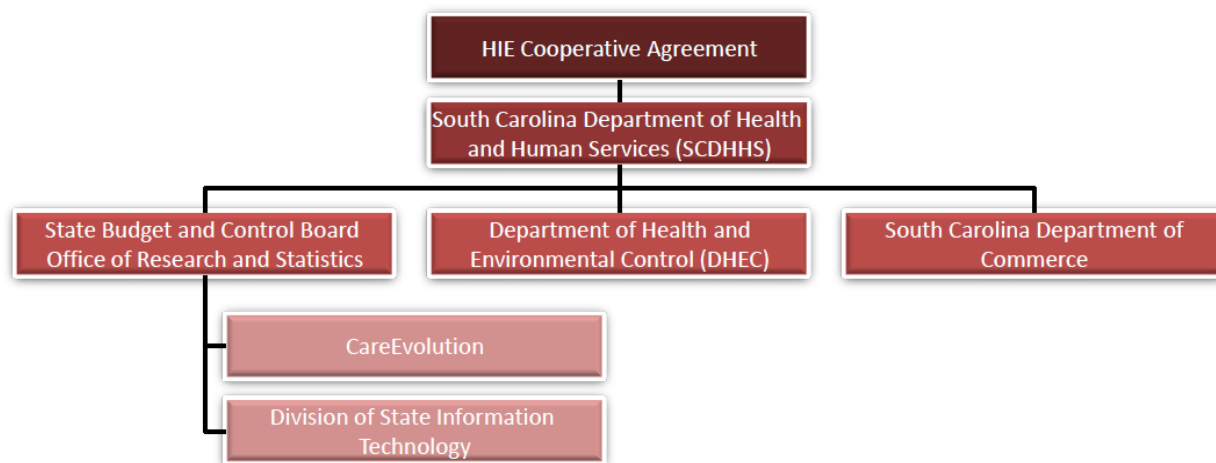 HIE Cooperative Agreement
South Carolina Department of Health
and Human Services (SCDHHS)
State Budget and Control Board
Office of Research and Statistics
Department of Health and
Environmental Control (DHEC)
South Carolina Department of
Commerce
CareEvolution
Division of State Information
Technology